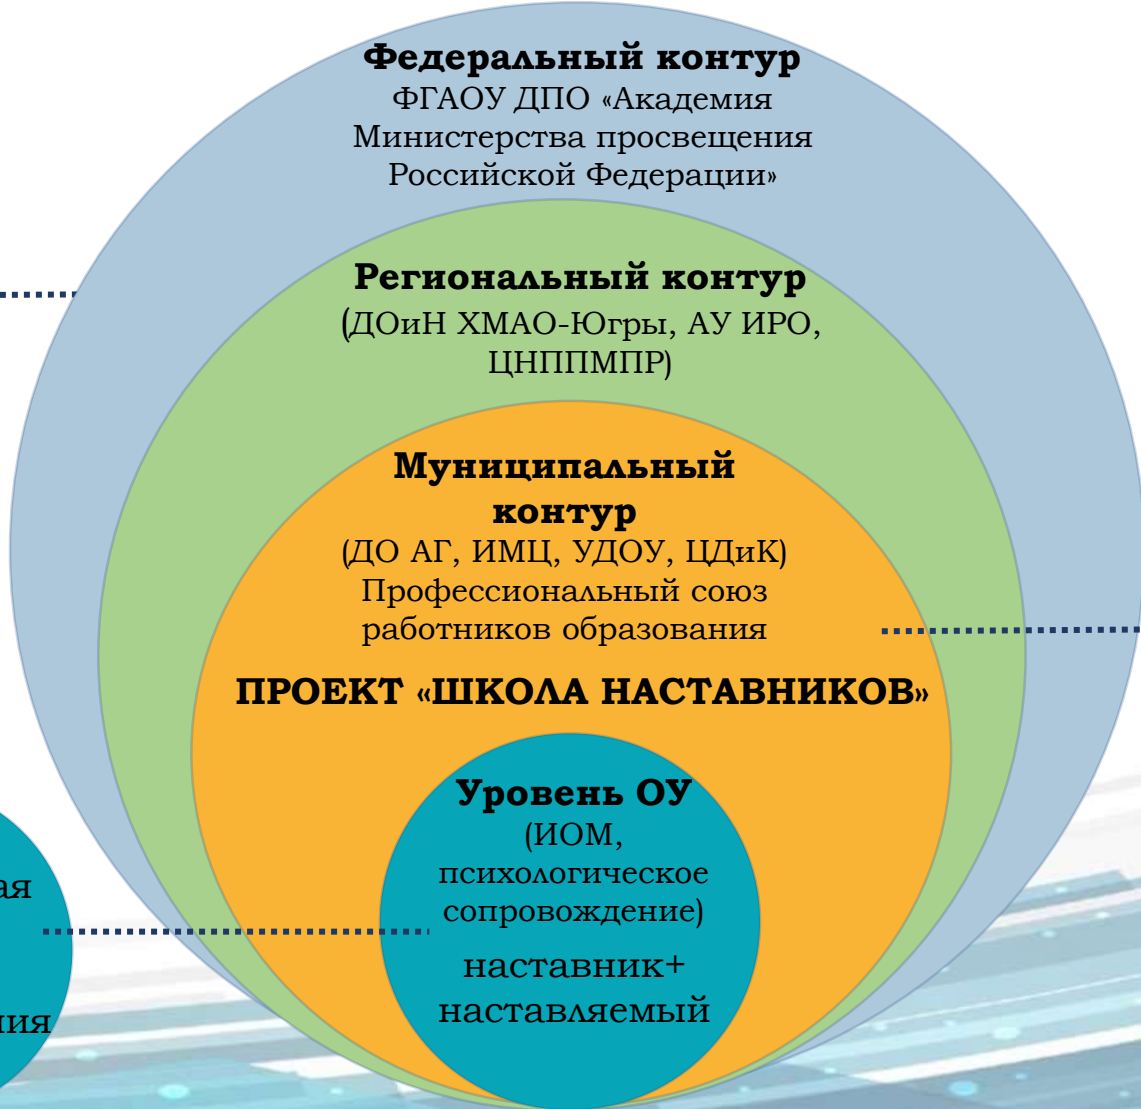 Федеральный контур
ФГАОУ ДПО «Академия
Министерства просвещения
Российской Федерации»
Региональный контур
(ДОиН ХМАО-Югры, АУ ИРО,
ЦНППМПР)
Муниципальный
контур
(ДО АГ, ИМЦ, УДОУ, ЦДиК)
Профессиональный союз
работников образования
ПРОЕКТ «ШКОЛА НАСТАВНИКОВ»
Уровень ОУ
(ИОМ,
психологическое
сопровождение)
наставник+
наставляемый